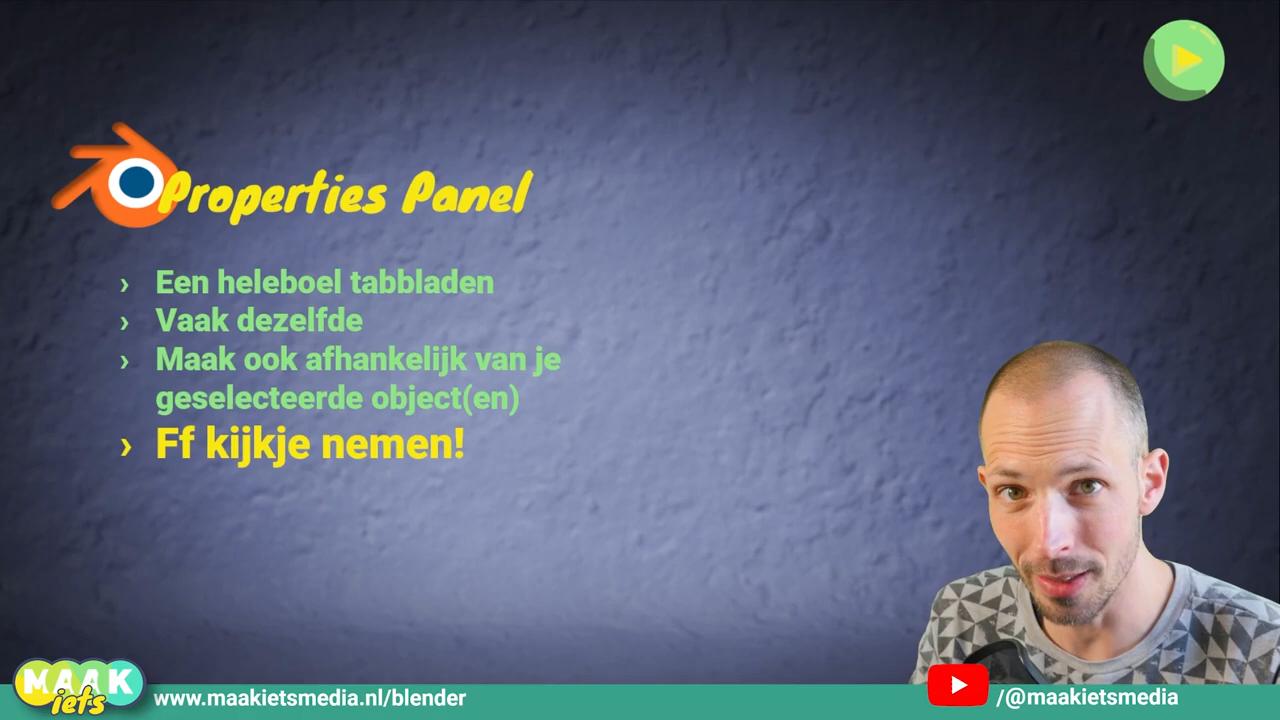 Properties Panel
› Een heleboel tabbladen
› Vaak dezelfde
› Maak ook afhankelijk van je
geselecteerde object(en)
› Ff kijkje nemen!
MAAK
iets
www.maakietsmedia.nl/blender
/@maakietsmedia